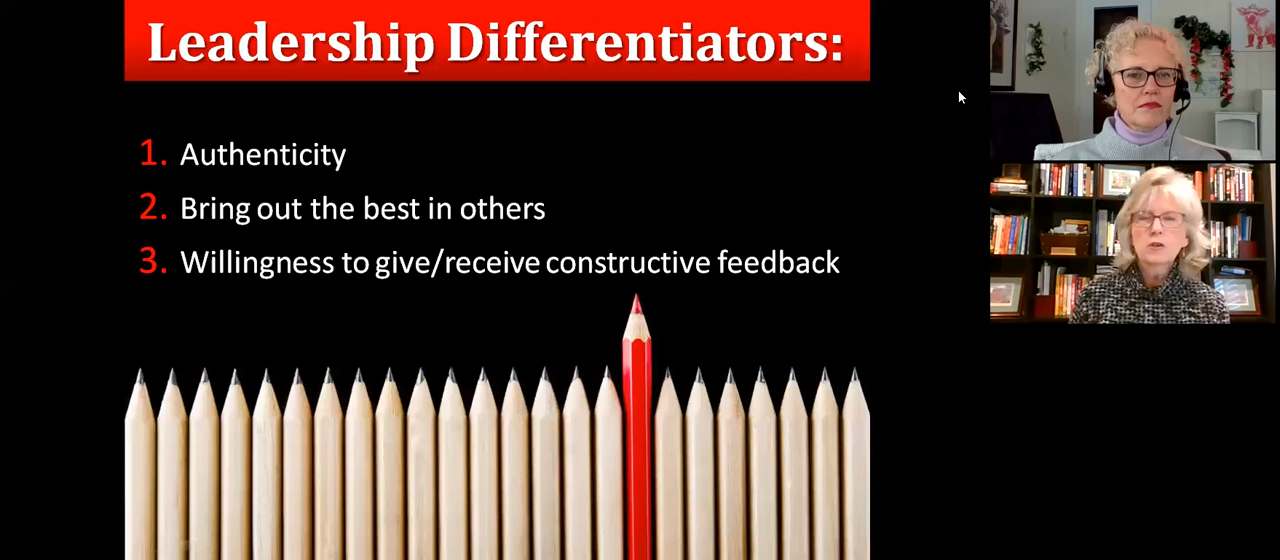 Leadership Differentiators:
1. Authenticity
2. Bring out the best in others
3. Willingness to give/receive constructive feedback